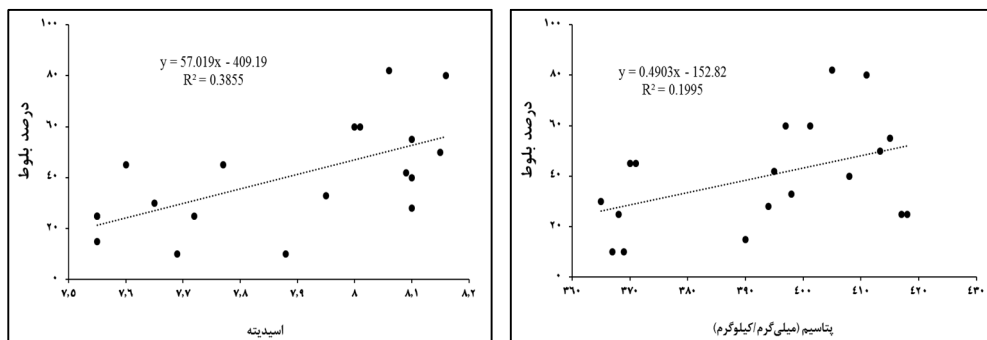 درصد بلوط
۱۰۰
۸۰
۶۰
۴۰
۲۰
۰
y = 57.019x - 409.19
R² = 0.3855
۷,۵ ۷,۶ ۷,۷ ۷,۸ ۷,۹ ۸ ۸,۱ ۸,۲
اسیدیته
درصد بلوط
۱۰۰
۸۰
۶۰
۴۰
۲۰
۰
y = 0.4903x - 152.82
R² = 0.1995
۳۶۰ ۳۷۰ ۳۸۰ ۳۹۰ ۴۰۰ ۴۱۰ ۴۲۰ ۴۳۰
پتاسیم (میلی‌گرم/کیلوگرم)